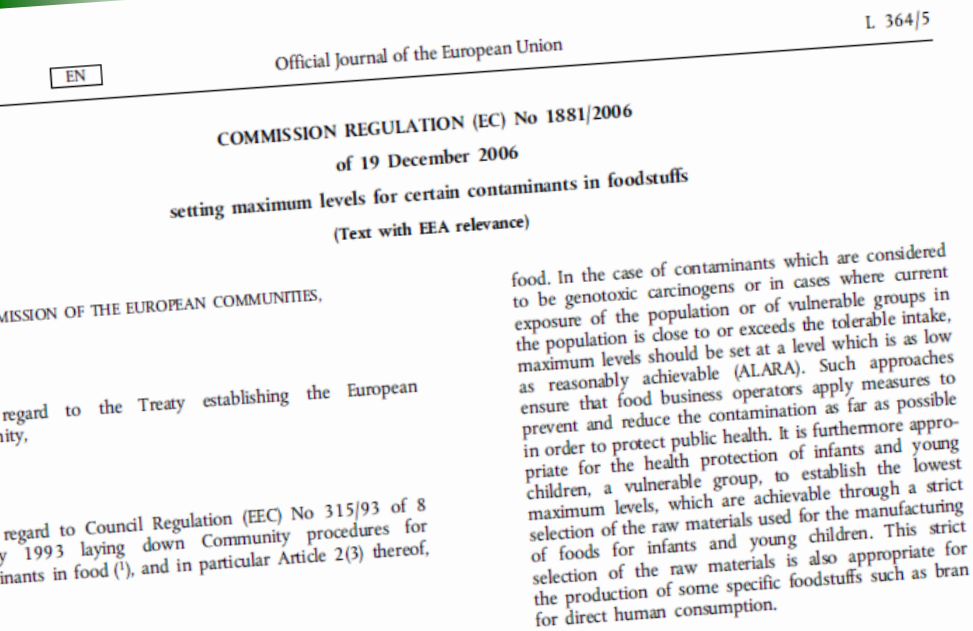 L 364/5
EN
Official Journal of the European Union
COMMISSION REGULATION (EC) No 1881/2006
of 19 December 2006
setting maximum levels for certain contaminants in foodstuffs
(Text with EEA relevance)
MISSION OF THE EUROPEAN COMMUNITIES,
regard to the Treaty establishing the European
nity,
regard to Council Regulation (EEC) No 315/93 of 8
y 1993 laying down Community procedures for
inants in food (¹), and in particular Article 2(3) thereof,
food. In the case of contaminants which are considered
to be genotoxic carcinogens or in cases where current
exposure of the population or of vulnerable groups in
the population is close to or exceeds the tolerable intake,
maximum levels should be set at a level which is as low
as reasonably achievable (ALARA). Such approaches
ensure that food business operators apply measures to
prevent and reduce the contamination as far as possible
in order to protect public health. It is furthermore appro-
priate for the health protection of infants and young
children, a vulnerable group, to establish the lowest
maximum levels, which are achievable through a strict
selection of the raw materials used for the manufacturing
of foods for infants and young children. This strict
selection of the raw materials is also appropriate for
the production of some specific foodstuffs such as bran
for direct human consumption.